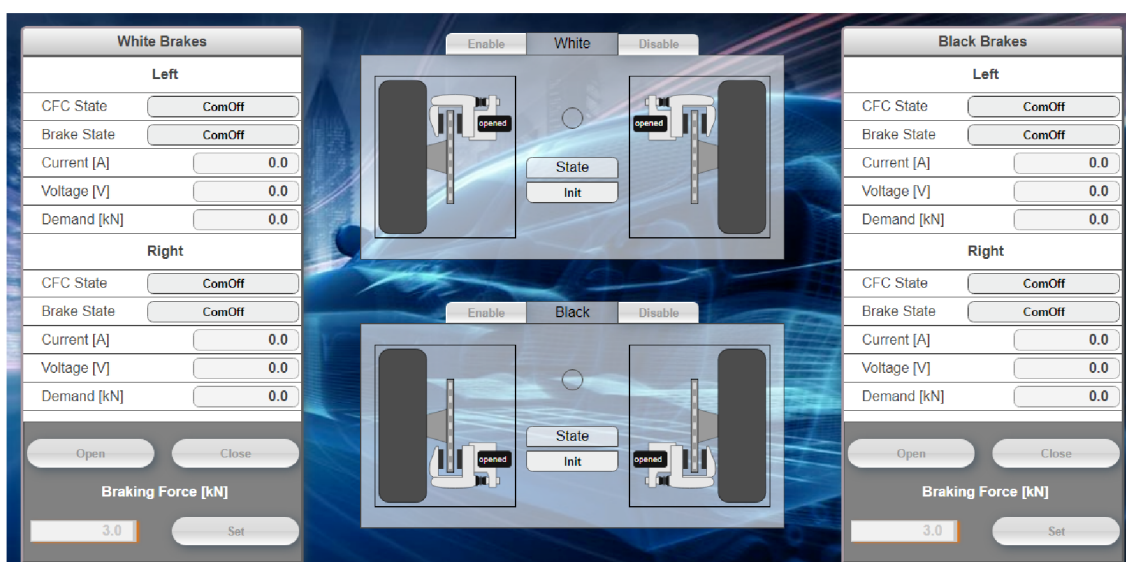 White Brakes
Left
CFC State ComOff
Brake State ComOff
Current [A] 0.0
Voltage [V] 0.0
Demand [kN] 0.0
Right
CFC State ComOff
Brake State ComOff
Current [A] 0.0
Voltage [V] 0.0
Demand [kN] 0.0
Open Close
Braking Force [kN]
3.0 Set
Enable White Disable
opened opened
State
Init
Enable Black Disable
State
opened Init opened
Black Brakes
Left
CFC State ComOff
Brake State ComOff
Current [A] 0.0
Voltage [V] 0.0
Demand [kN] 0.0
Right
CFC State ComOff
Brake State ComOff
Current [A] 0.0
Voltage [V] 0.0
Demand [kN] 0.0
Open Close
Braking Force [kN]
3.0 Set